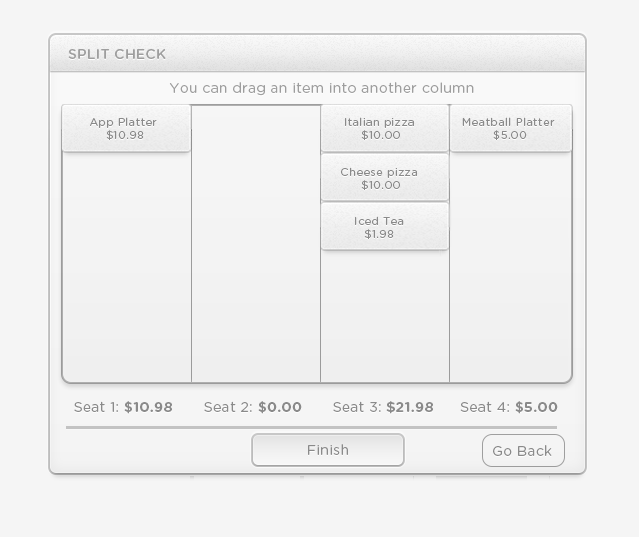 SPLIT CHECK
You can drag an item into another column
App Platter
$10.98
Italian pizza
$10.00
Cheese pizza
$10.00
Iced Tea
$1.98
Meatball Platter
$5.00
Seat 1: $10.98
Seat 2: $0.00
Seat 3: $21.98
Seat 4: $5.00
Finish
Go Back